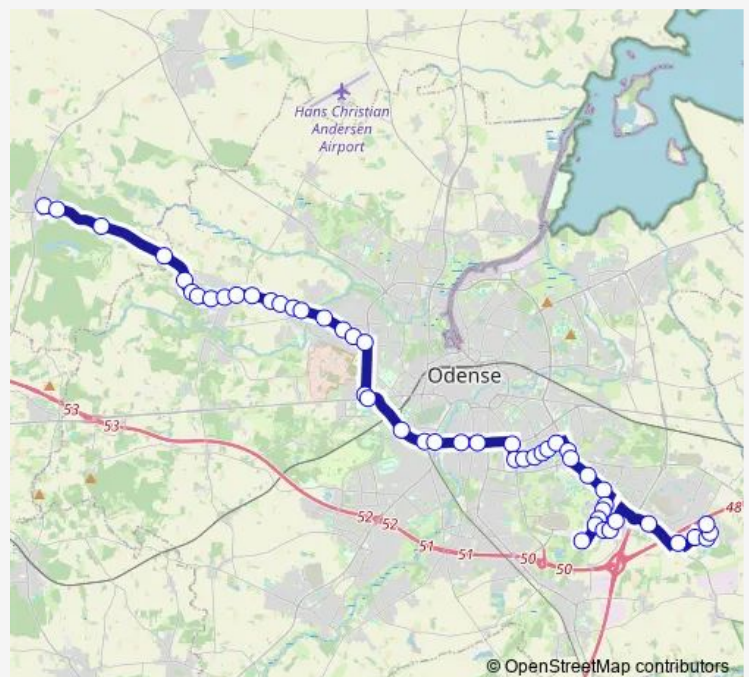 Hans Christian
Andersen
Airport
Odense
53
53
52
52
51
51
50
50
48
© OpenStreetMap contributors